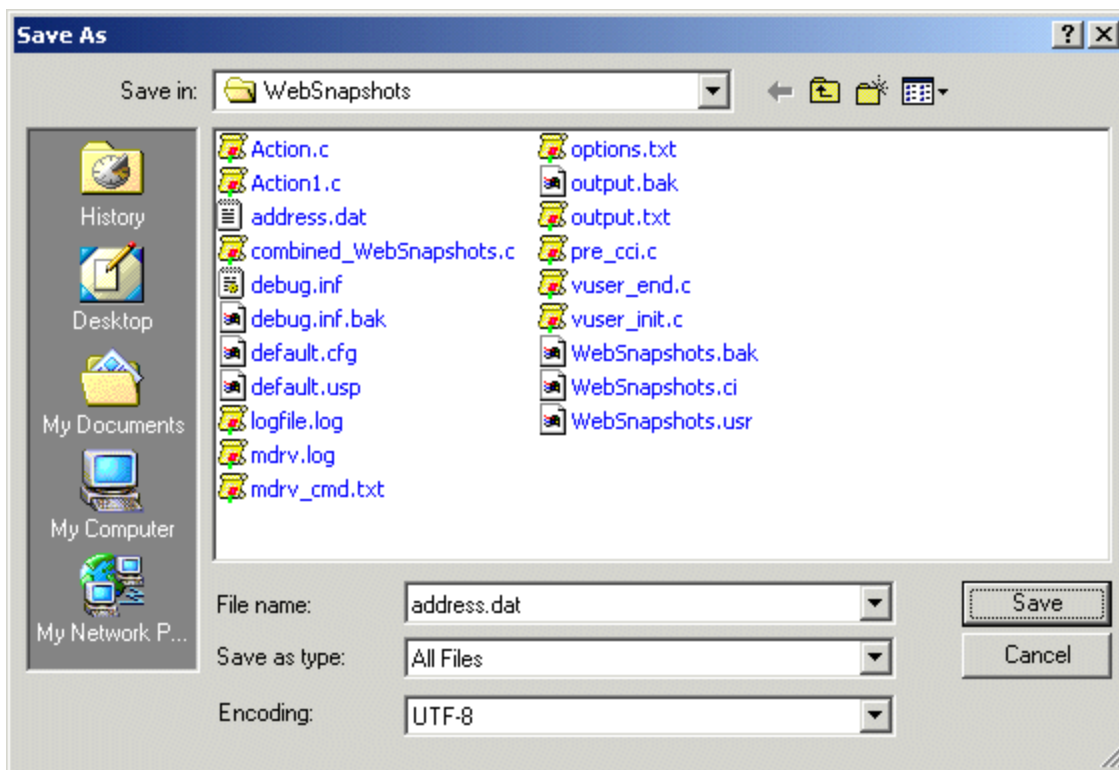 Save As
Save in: WebSnapshots
History
Desktop
My Documents
My Computer
My Network P...
Action.c
Action1.c
address.dat
combined_WebSnapshots.c
debug.inf
debug.inf.bak
default.cfg
default.usp
logfile.log
mdrv.log
mdrv_cmd.txt
options.txt
output.bak
output.txt
pre_cci.c
vuser_end.c
vuser_init.c
WebSnapshots.bak
WebSnapshots.ci
WebSnapshots.usr
File name: address.dat Save
Save as type: All Files Cancel
Encoding: UTF-8